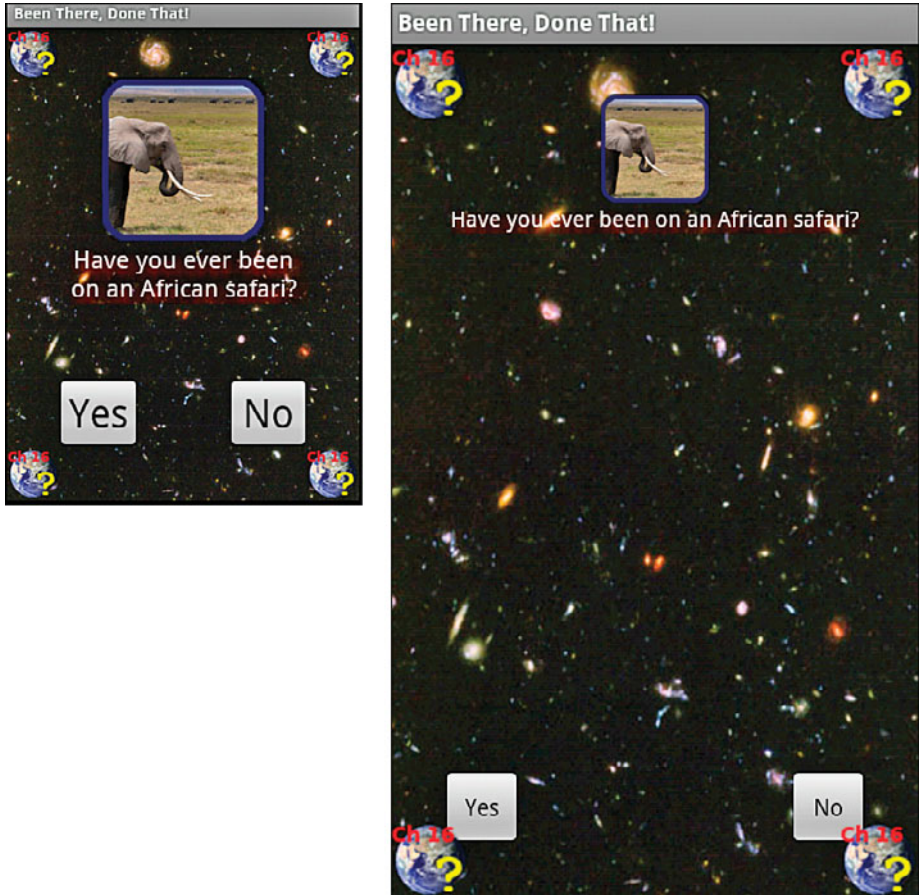 Been There, Done That!
Ch 16
?
Ch 16
?
Have you ever been
on an African safari?
Yes
No
Ch 16
?
Ch 16
?
Been There, Done That!
Ch 16
?
Ch 16
?
Have you ever been on an African safari?
Yes
No
Ch 16
?
Ch 16
?